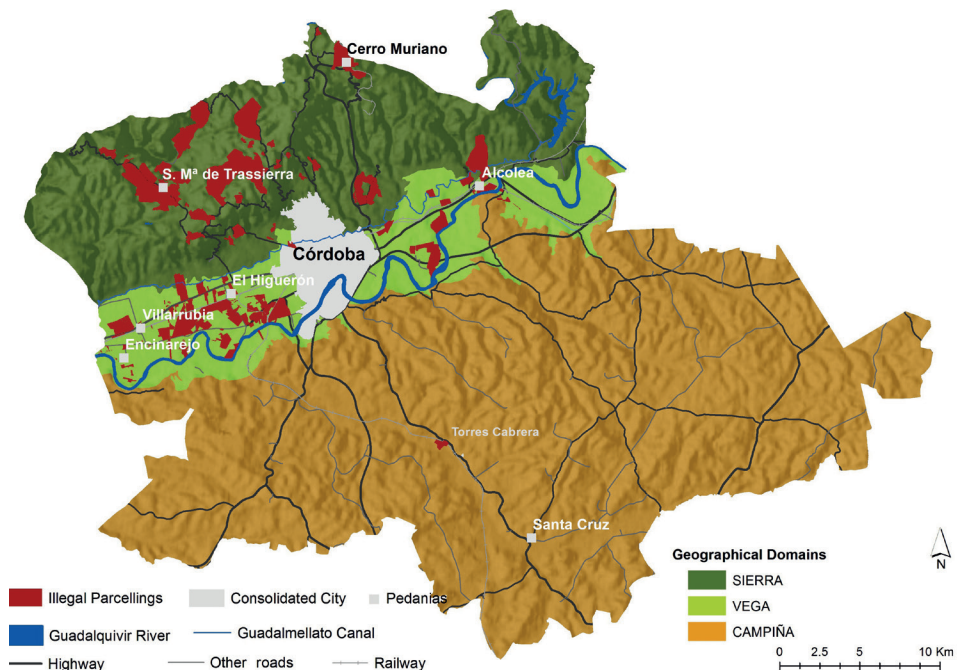 Cerro Muriano
S. Mª de Trassierra
Alcolea
Córdoba
El Higuerón
Villarrubia
Encinarejo
Torres Cabrera
Santa Cruz
Illegal Parcellings
Consolidated City
Pedanias
Guadalquivir River
Guadalmellato Canal
Highway
Other roads
Railway
Geographical Domains
SIERRA
VEGA
CAMPIÑA
N
0 2.5 5 10 Km